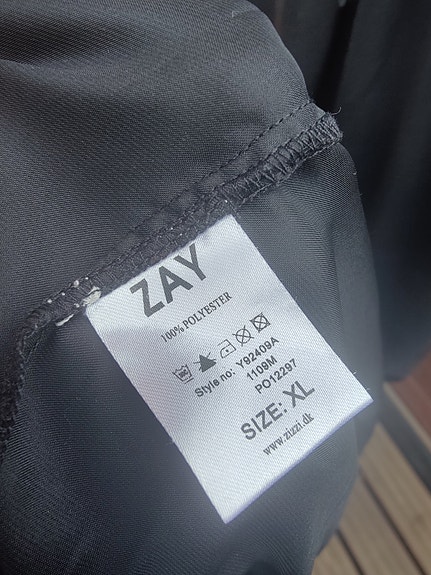 ZAY
100% POLYESTER
Style no: Y92409A
1109M
PO12297
SIZE: XL
www.zizzi.dk